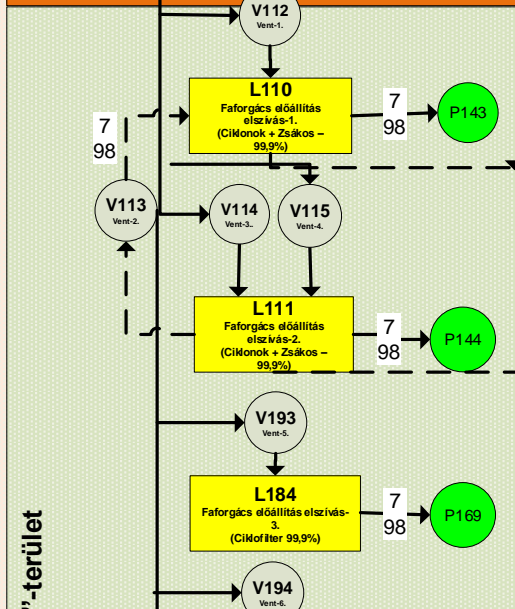 V112
Vent-1.
L110
Faforgács előállítás
elszívás-1.
(Ciklonok + Zsákos –
99,9%)
7
98
P143
7
98
V113
Vent-2.
V114
Vent-3..
V115
Vent-4.
L111
Faforgács előállítás
elszívás-2.
(Ciklonok + Zsákos –
99,9%)
7
98
P144
V193
Vent-5.
L184
Faforgács előállítás elszívás-
3.
(Ciklofilter 99,9%)
7
98
P169
V194
Vent-6.
"-terület